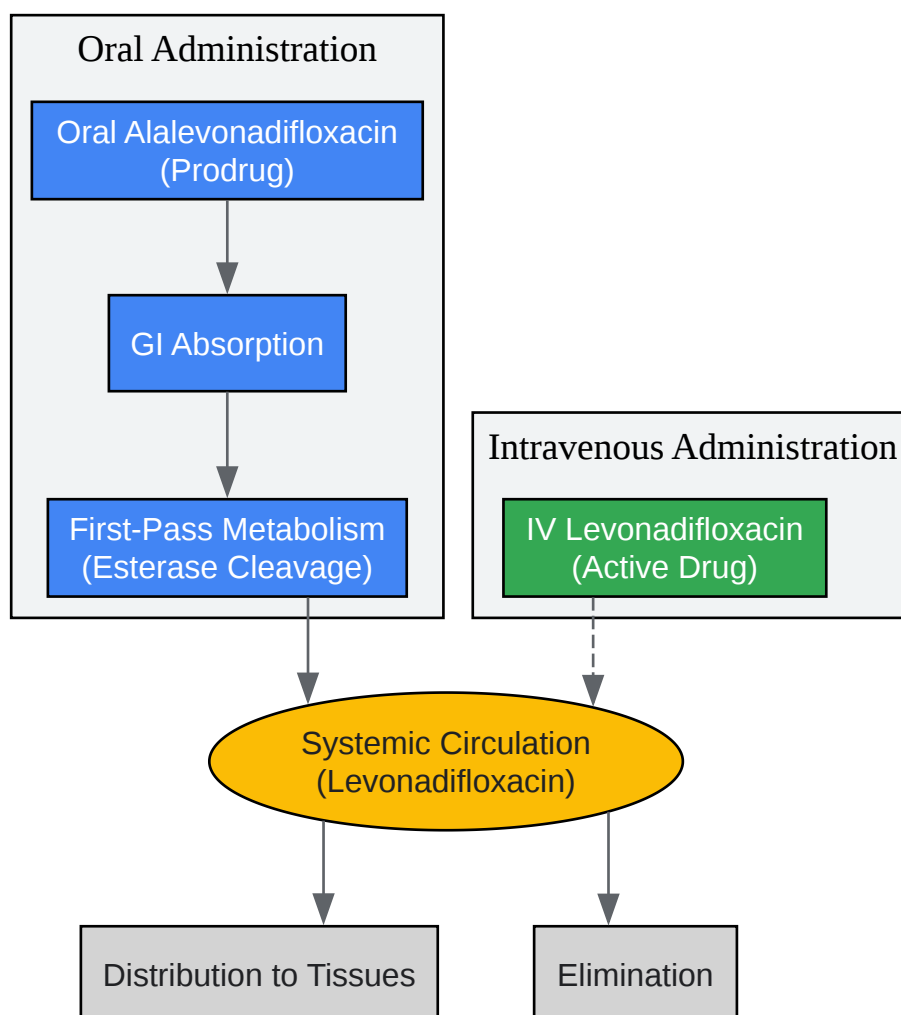 Oral Administration
Oral Alalevonadifloxacin
(Prodrug)
GI Absorption
First-Pass Metabolism
(Esterase Cleavage)
Intravenous Administration
IV Levonadifloxacin
(Active Drug)
Systemic Circulation
(Levonadifloxacin)
Distribution to Tissues
Elimination